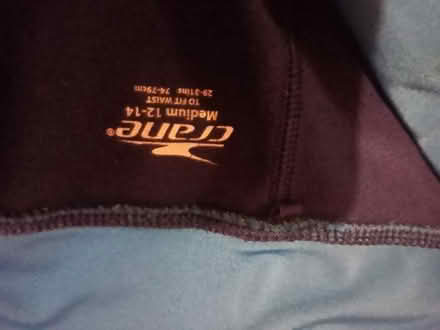 crane®
Medium 12-14
TO FIT WAIST
29-31ins 74-79cm